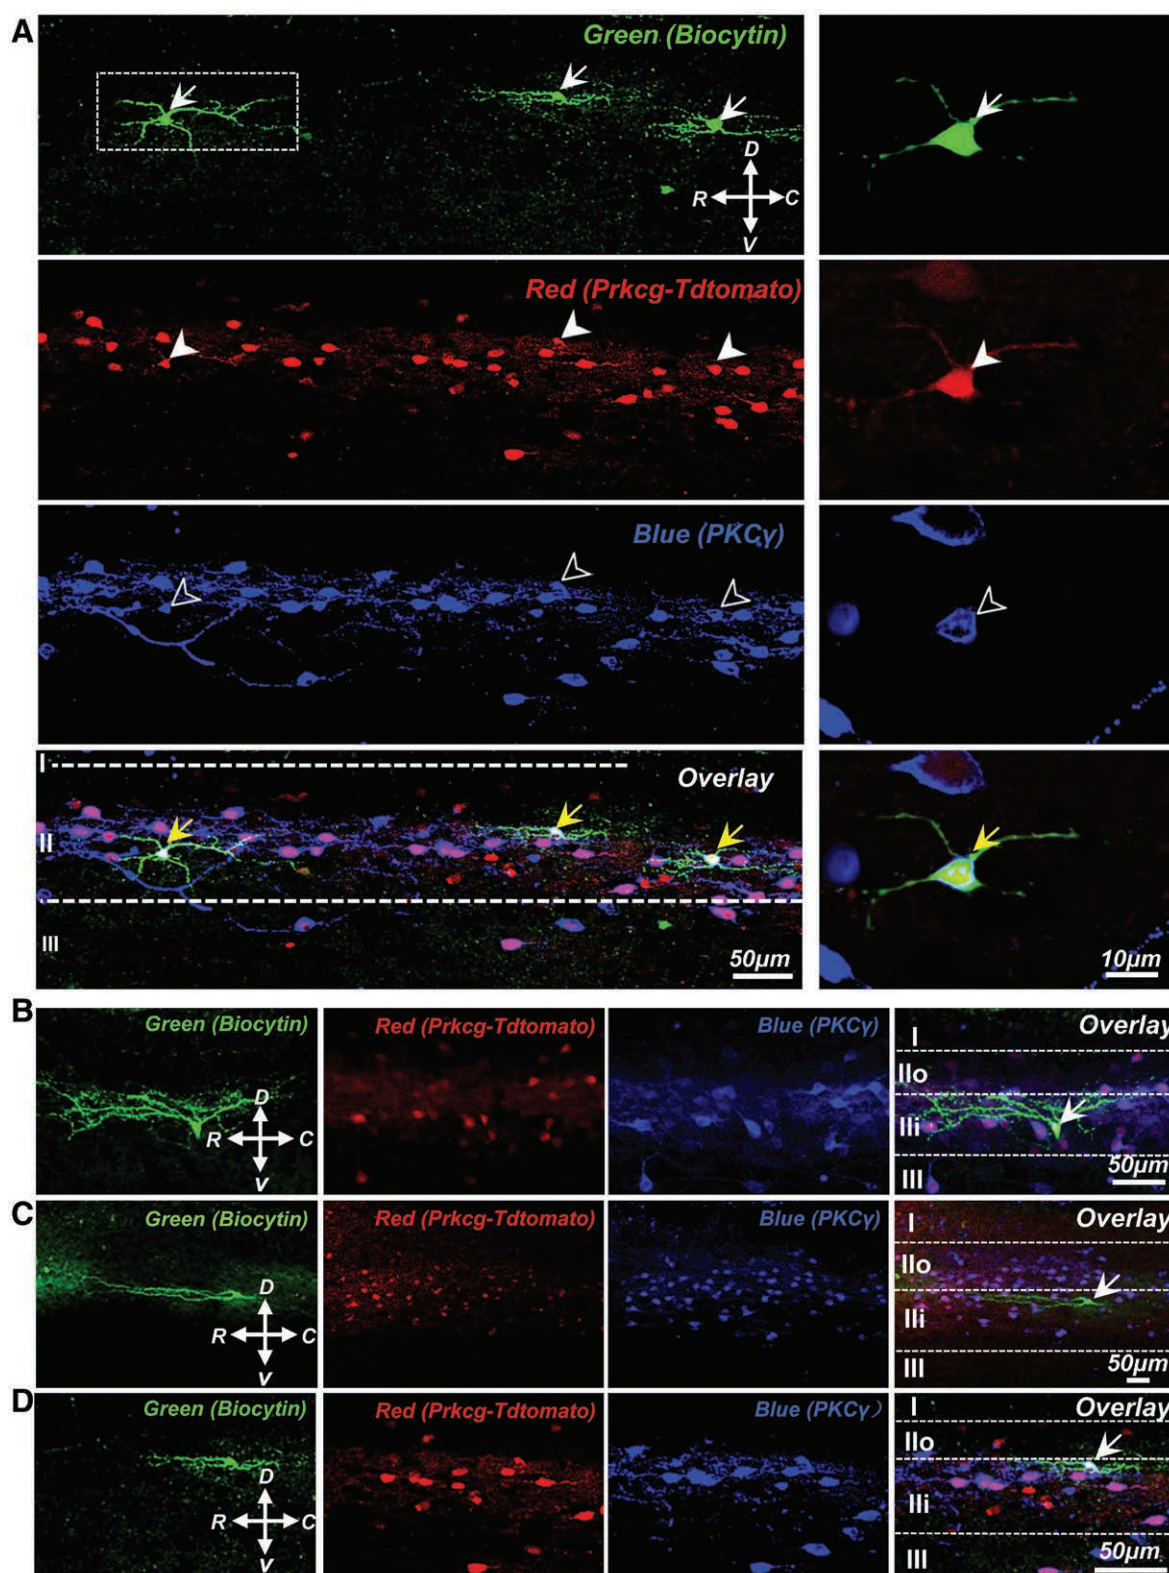 A
Green (Biocytin)
D
R C
V
Red (Prkcg-Tdtomato)
Blue (PKCγ)
I
Overlay
II
III
50μm
10μm
B
Green (Biocytin)
Red (Prkcg-Tdtomato)
Blue (PKCγ)
Overlay
I
IIo
D
R C
V
IIi
III
50μm
C
Green (Biocytin)
Red (Prkcg-Tdtomato)
Blue (PKCγ)
Overlay
I
IIo
D
R C
V
IIi
III
50μm
D
Green (Biocytin)
Red (Prkcg-Tdtomato)
Blue (PKCγ）
Overlay
I
IIo
D
R C
V
IIi
III
50μm